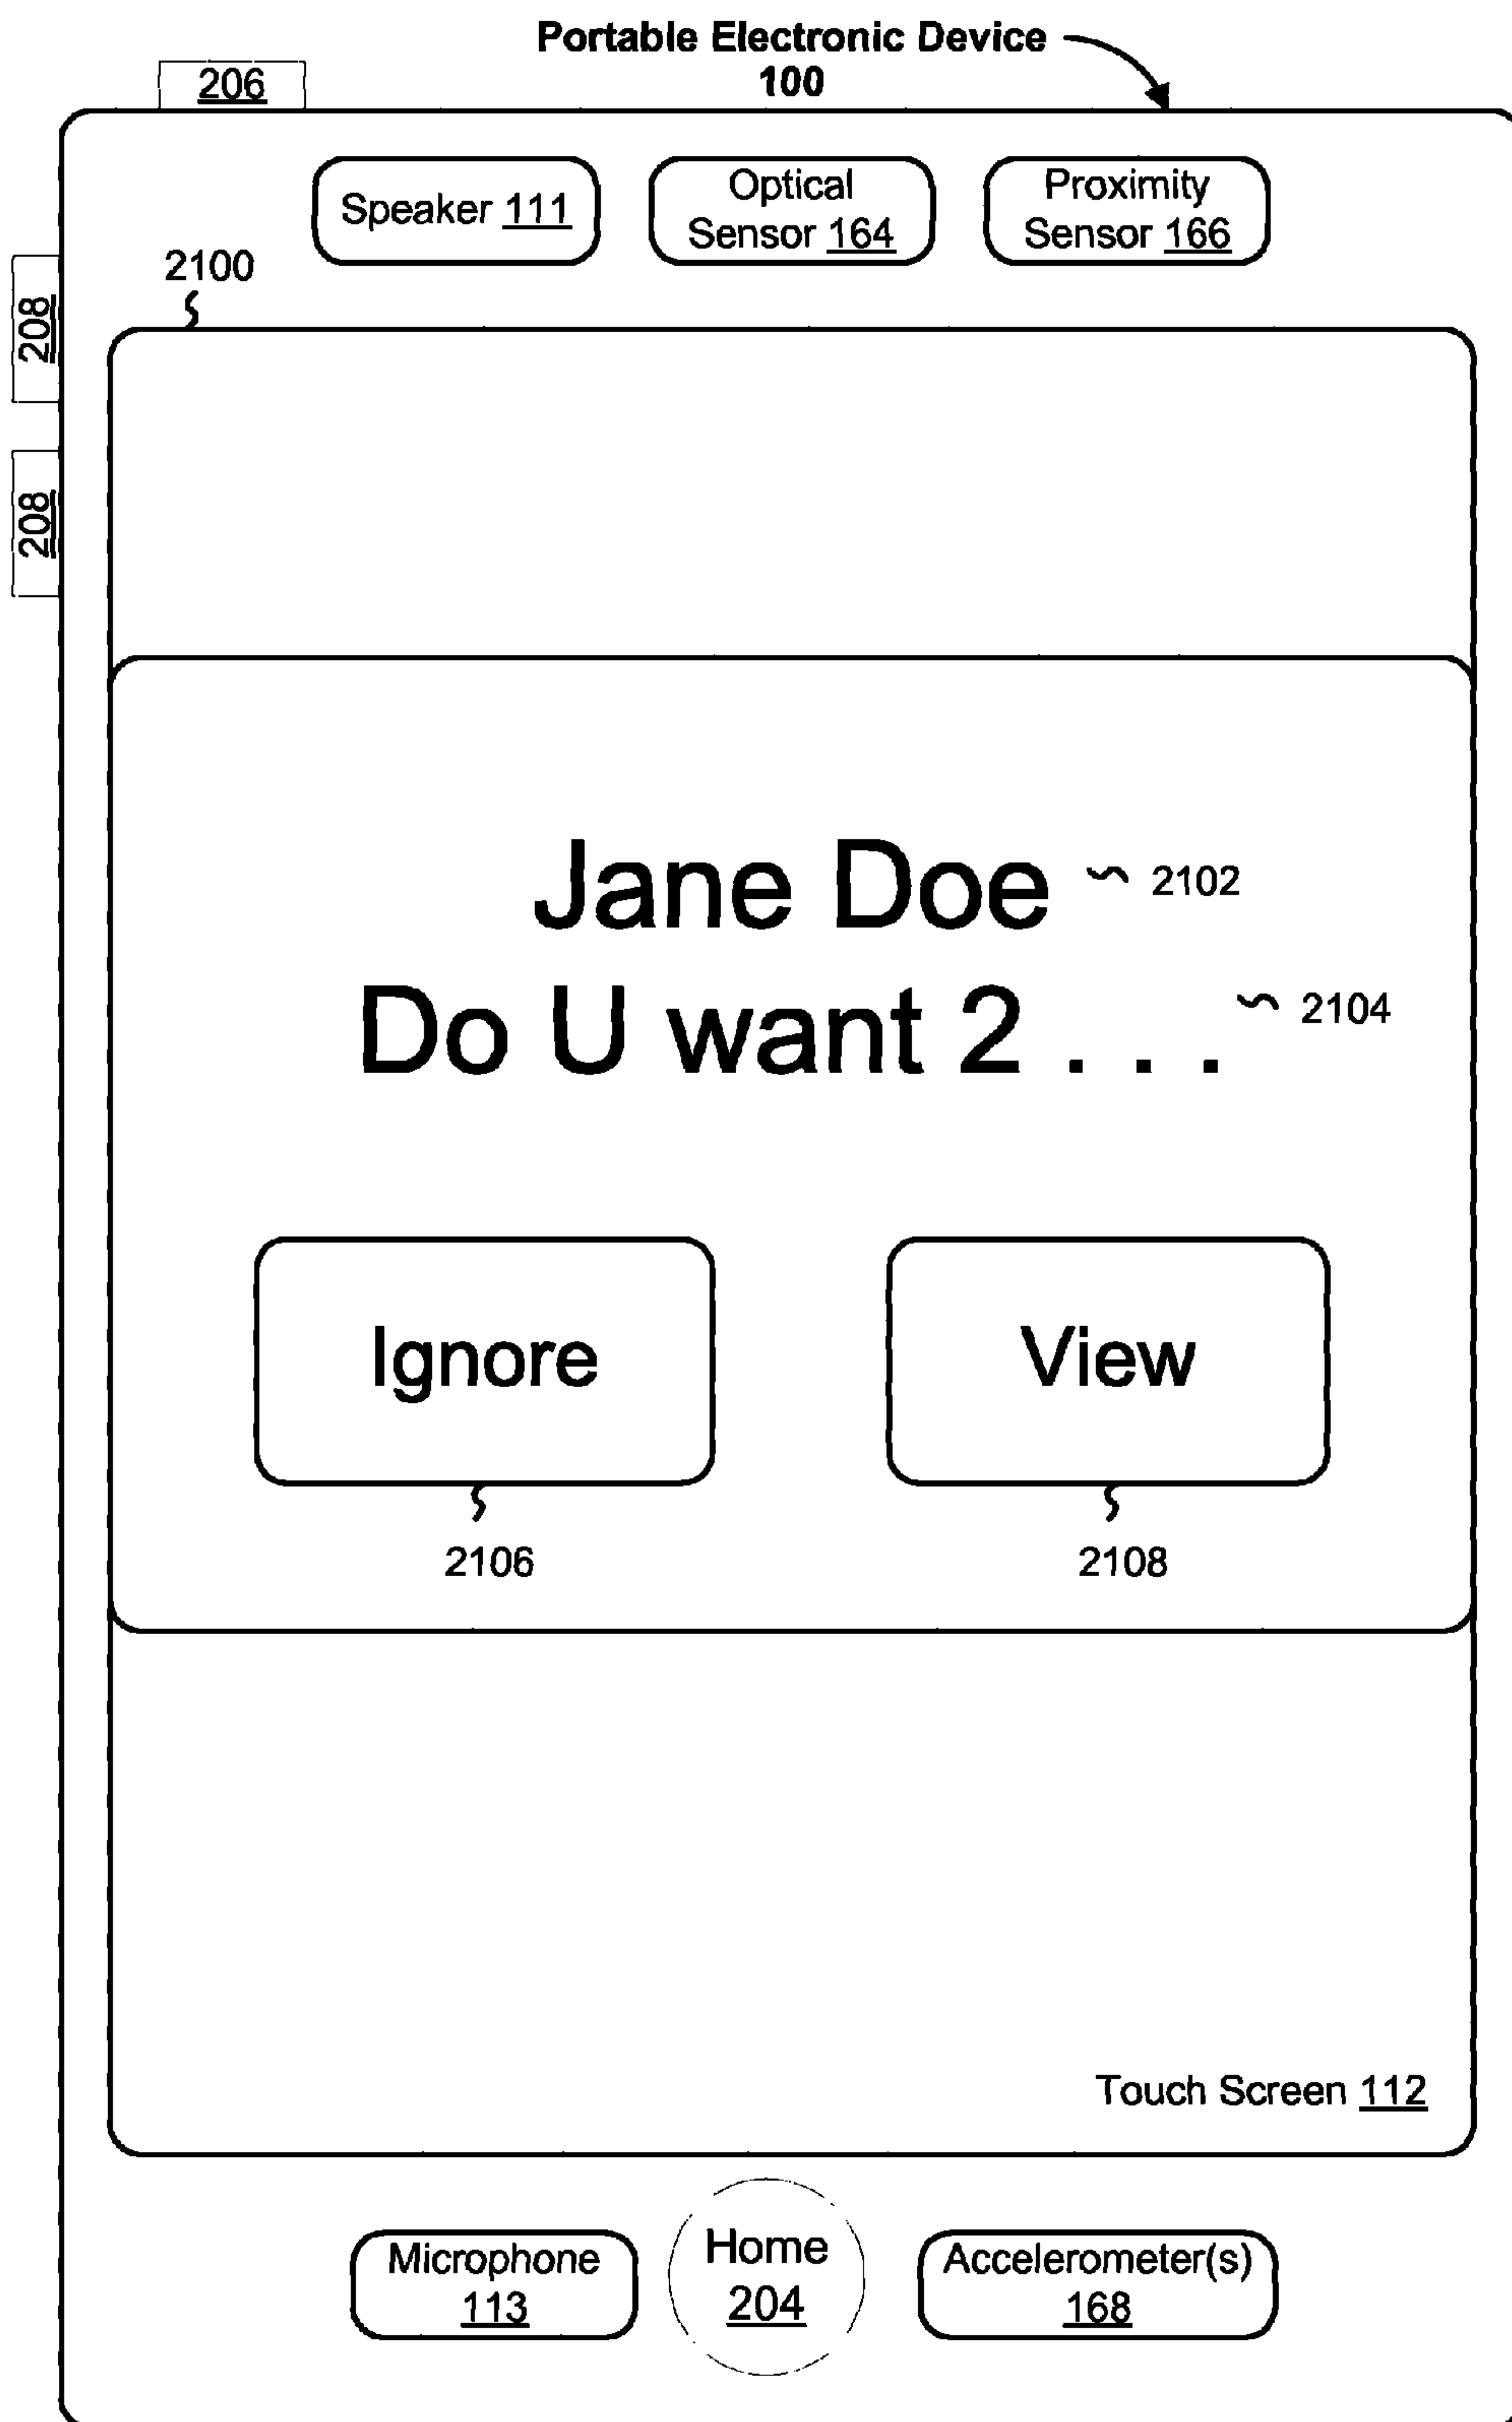 Portable Electronic Device
100
206
Speaker 111
Optical
Sensor 164
Proximity
Sensor 166
2100
208
208
Jane Doe
2102
Do U want 2 . . .
2104
Ignore
View
2106
2108
Touch Screen 112
Microphone
113
Home
204
Accelerometer(s)
168